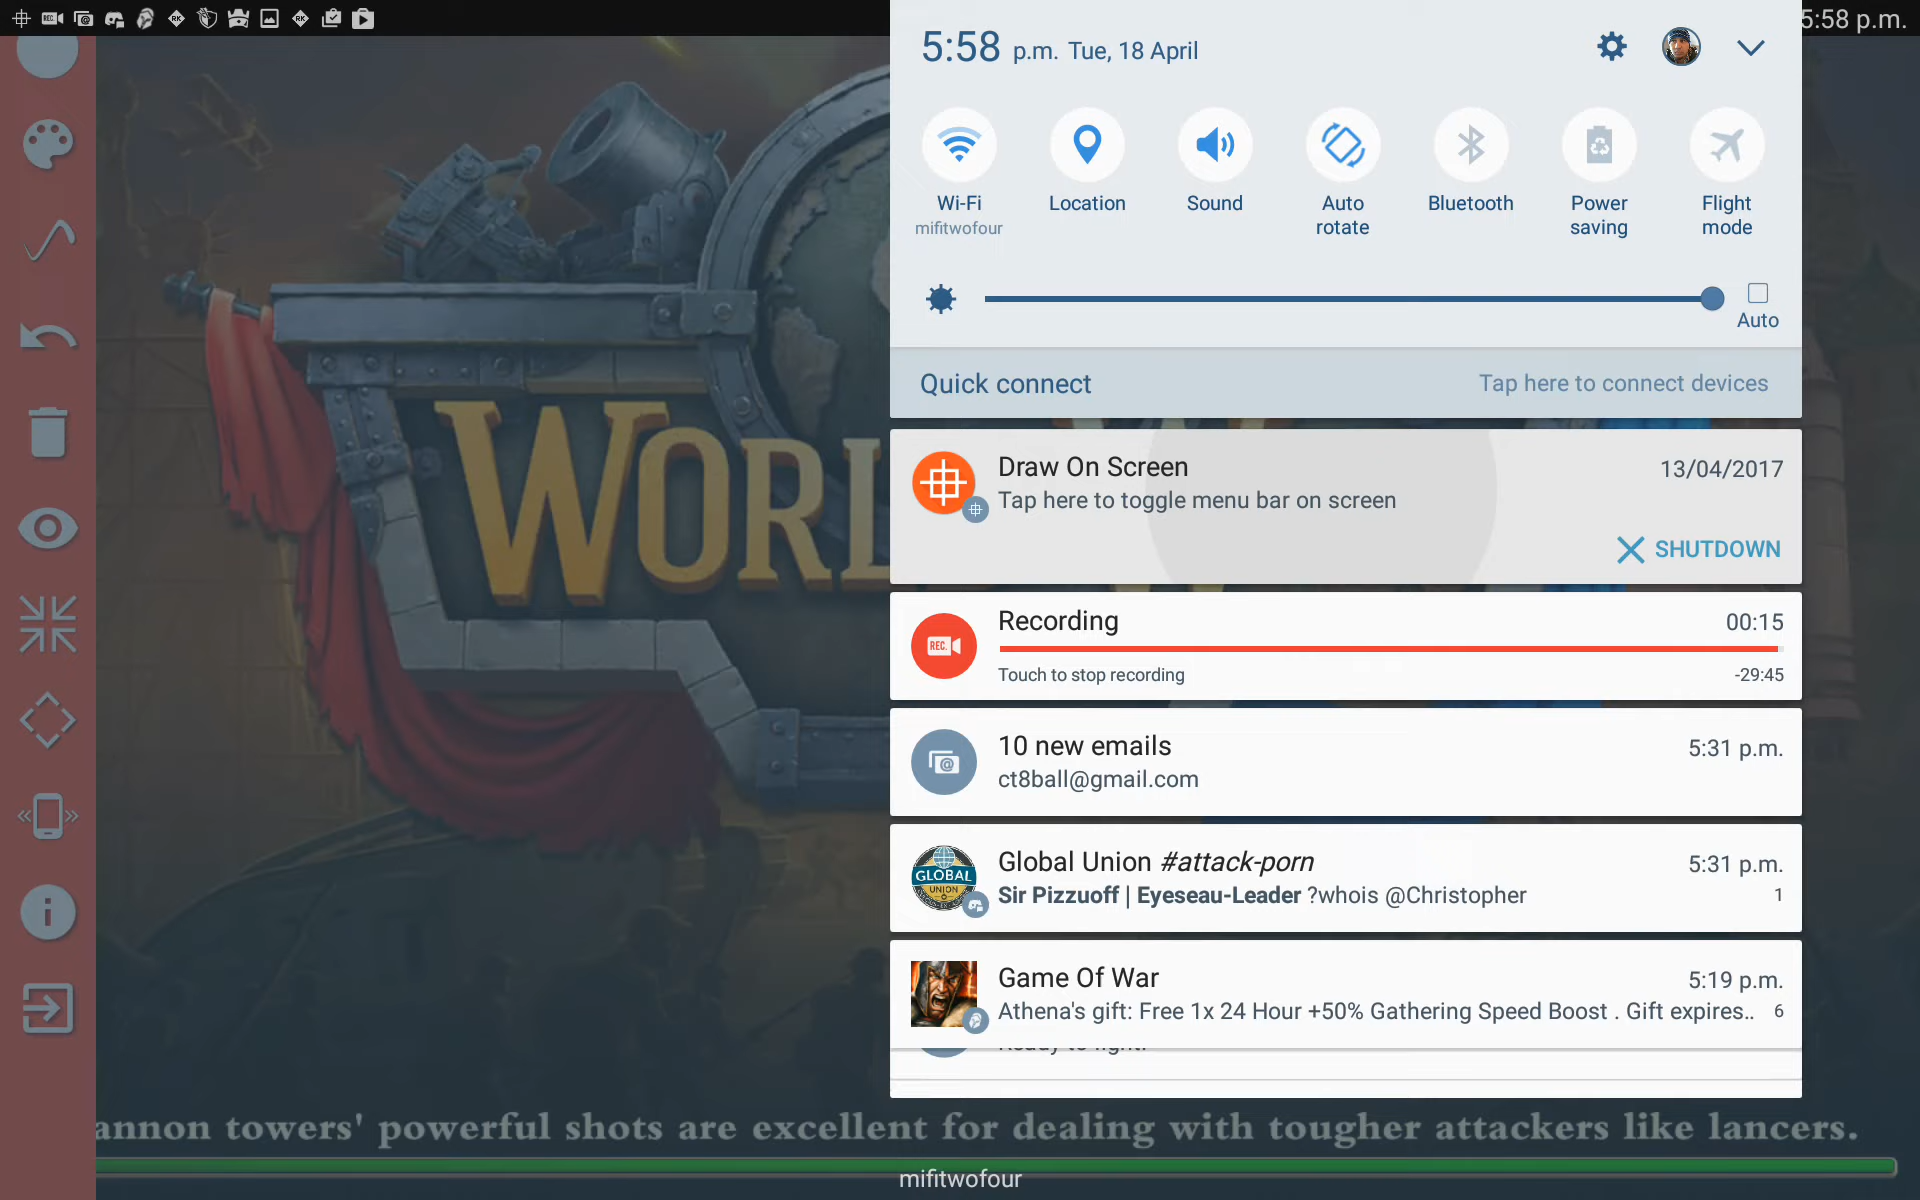 5:58 p.m.
5:58 p.m. Tue, 18 April
Wi-Fi
mifitwofour
Location
Sound
Auto
rotate
Bluetooth
Power
saving
Flight
mode
Auto
Quick connect
Tap here to connect devices
WORL
Draw On Screen
13/04/2017
Tap here to toggle menu bar on screen
SHUTDOWN
REC.
Recording
00:15
Touch to stop recording
-29:45
10 new emails
5:31 p.m.
ct8ball@gmail.com
GLOBAL
UNION
Global Union #attack-porn
5:31 p.m.
Sir Pizzuoff | Eyeseau-Leader ?whois @Christopher
1
Game Of War
5:19 p.m.
Athena's gift: Free 1x 24 Hour +50% Gathering Speed Boost . Gift expires..
6
annon towers' powerful shots are excellent for dealing with tougher attackers like lancers.
mifitwofour